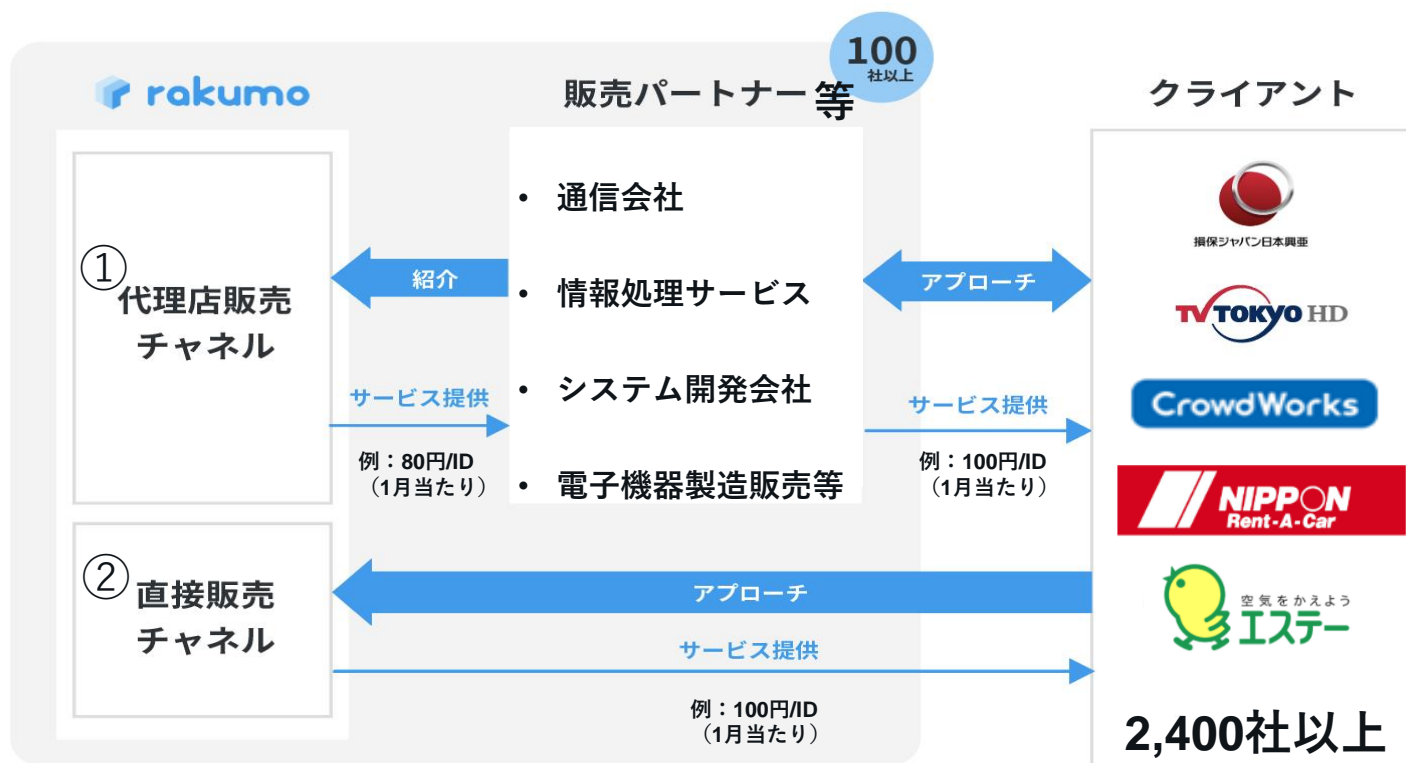 rakumo
販売パートナー等
100
社以上
クライアント
①
代理店販売
チャネル
紹介
サービス提供
例：80円/ID
（1月当たり）
• 通信会社
• 情報処理サービス
• システム開発会社
• 電子機器製造販売等
アプローチ
サービス提供
例：100円/ID
（1月当たり）
②
直接販売
チャネル
アプローチ
サービス提供
例：100円/ID
（1月当たり）
損保ジャパン日本興亜
TV TOKYO HD
CrowdWorks
NIPPON
Rent-A-Car
空気をかえよう
エステー
2,400社以上